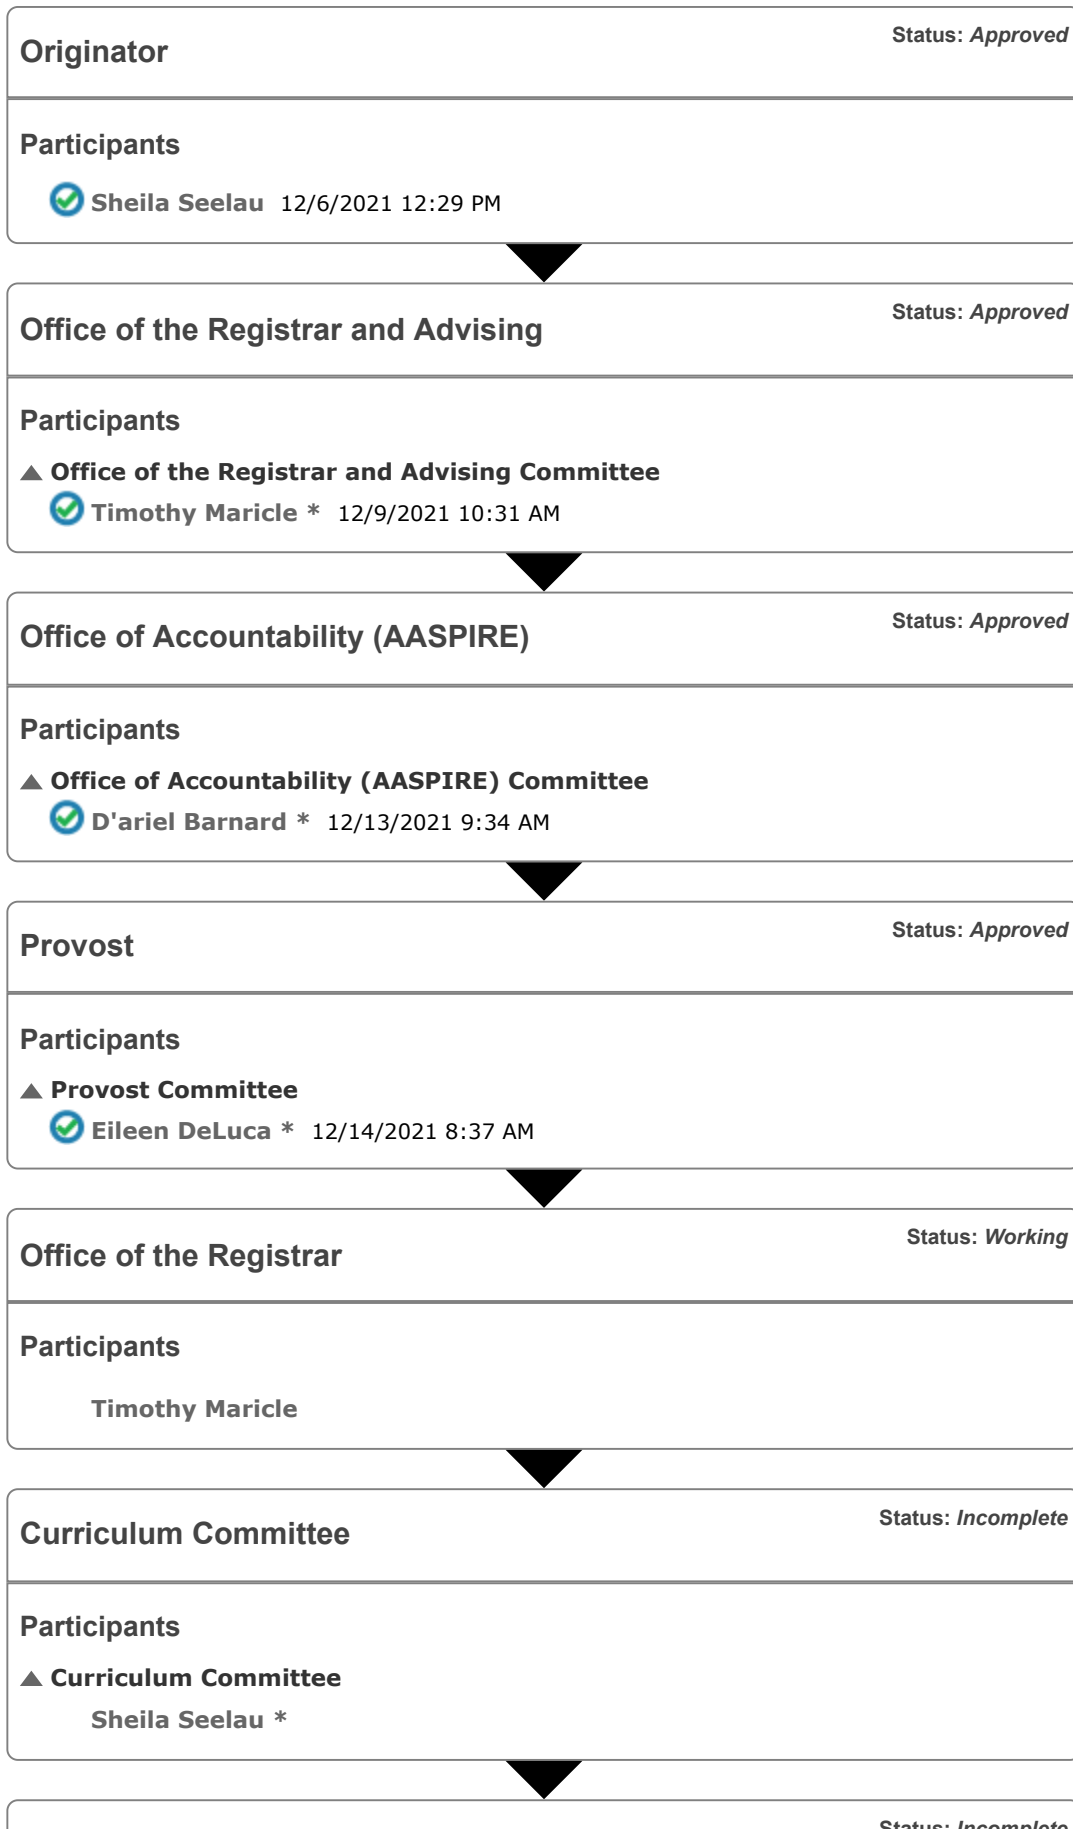 Originator
Status: Approved
Participants
Sheila Seelau 12/6/2021 12:29 PM
Office of the Registrar and Advising
Status: Approved
Participants
Office of the Registrar and Advising Committee
Timothy Maricle * 12/9/2021 10:31 AM
Office of Accountability (AASPIRE)
Status: Approved
Participants
Office of Accountability (AASPIRE) Committee
D'ariel Barnard * 12/13/2021 9:34 AM
Provost
Status: Approved
Participants
Provost Committee
Eileen DeLuca * 12/14/2021 8:37 AM
Office of the Registrar
Status: Working
Participants
Timothy Maricle
Curriculum Committee
Status: Incomplete
Participants
Curriculum Committee
Sheila Seelau *
Status: Incomplete